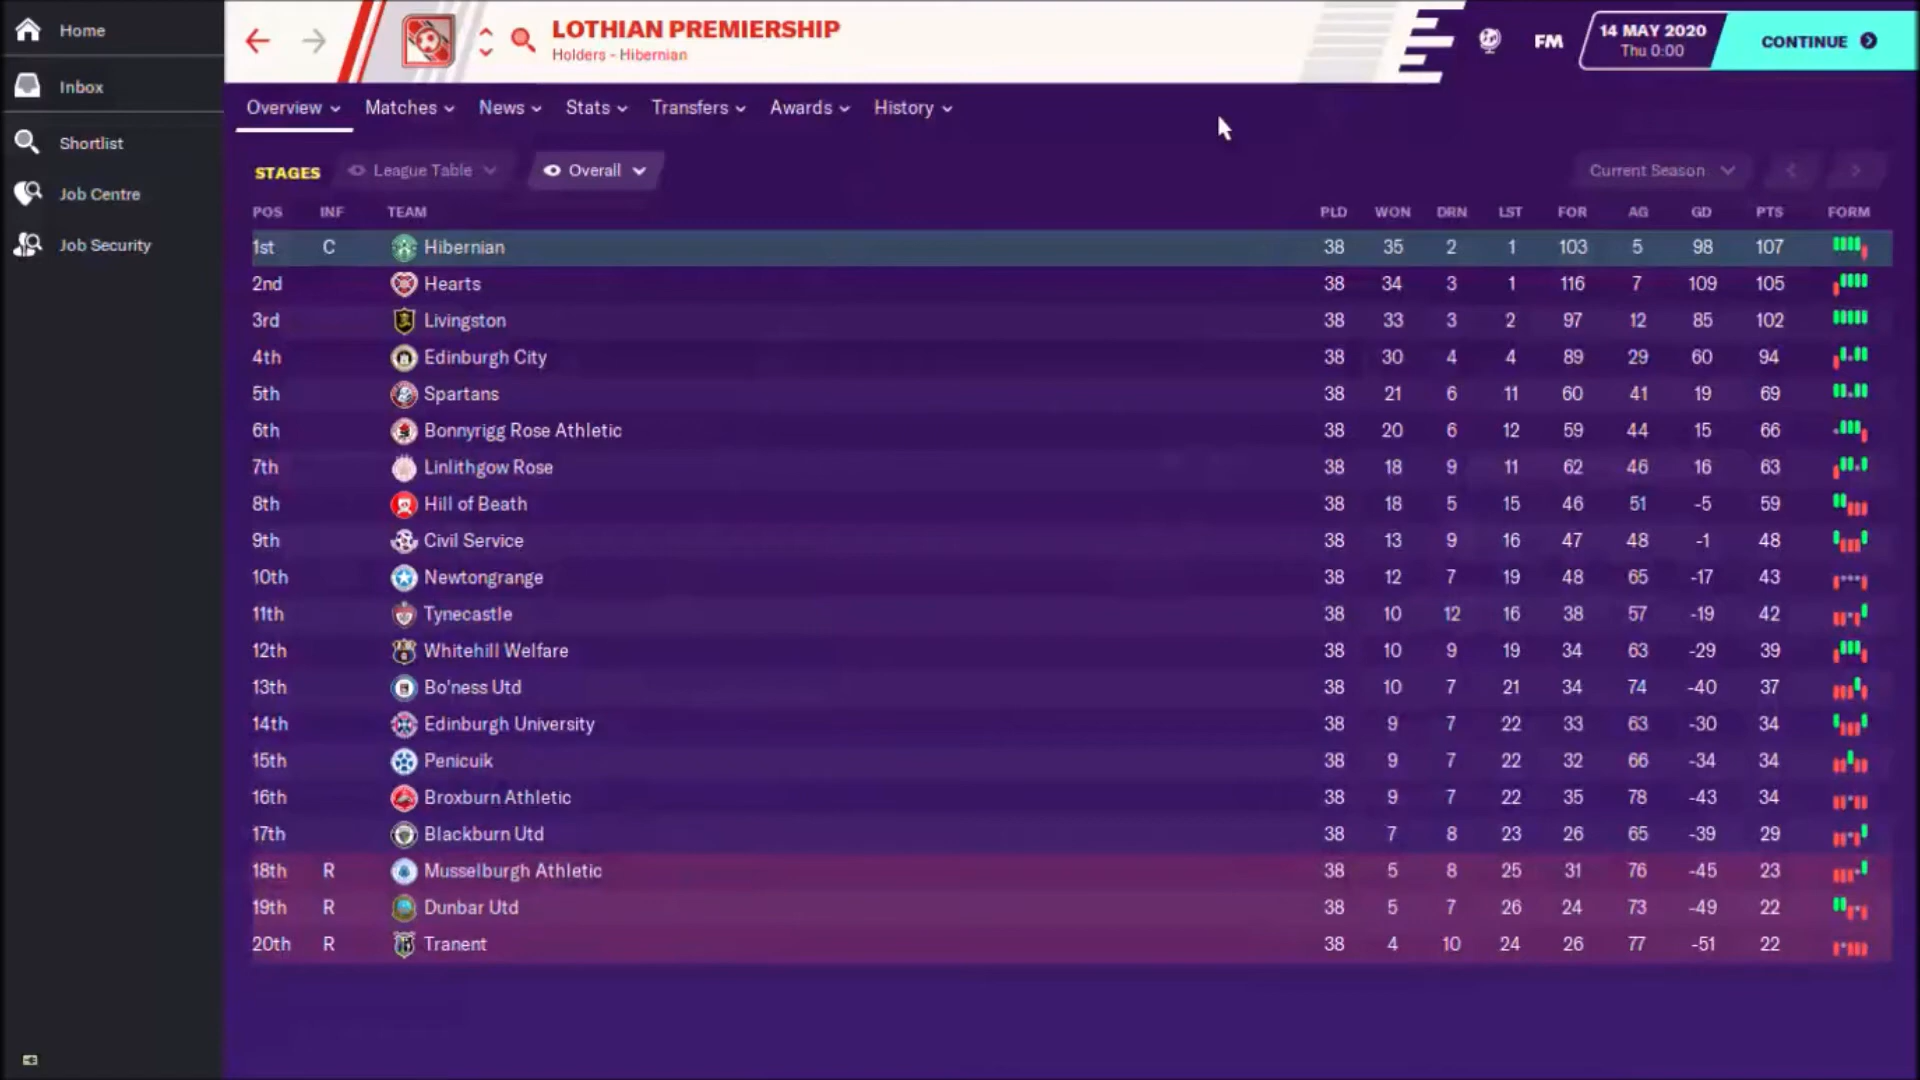 Home
Inbox
Shortlist
Job Centre
Job Security
LOTHIAN PREMIERSHIP
Holders - Hibernian
FM
14 MAY 2020
Thu 0:00
CONTINUE
Overview Matches News Stats Transfers Awards History
STAGES League Table Overall Current Season
POS INF TEAM PLD WON DRN LST FOR AG GD PTS FORM
1st C Hibernian 38 35 2 1 103 5 98 107
2nd Hearts 38 34 3 1 116 7 109 105
3rd Livingston 38 33 3 2 97 12 85 102
4th Edinburgh City 38 30 4 4 89 29 60 94
5th Spartans 38 21 6 11 60 41 19 69
6th Bonnyrigg Rose Athletic 38 20 6 12 59 44 15 66
7th Linlithgow Rose 38 18 9 11 62 46 16 63
8th Hill of Beath 38 18 5 15 46 51 -5 59
9th Civil Service 38 13 9 16 47 48 -1 48
10th Newtongrange 38 12 7 19 48 65 -17 43
11th Tynecastle 38 10 12 16 38 57 -19 42
12th Whitehill Welfare 38 10 9 19 34 63 -29 39
13th Bo'ness Utd 38 10 7 21 34 74 -40 37
14th Edinburgh University 38 9 7 22 33 63 -30 34
15th Penicuik 38 9 7 22 32 66 -34 34
16th Broxburn Athletic 38 9 7 22 35 78 -43 34
17th Blackburn Utd 38 7 8 23 26 65 -39 29
18th R Musselburgh Athletic 38 5 8 25 31 76 -45 23
19th R Dunbar Utd 38 5 7 26 24 73 -49 22
20th R Tranent 38 4 10 24 26 77 -51 22